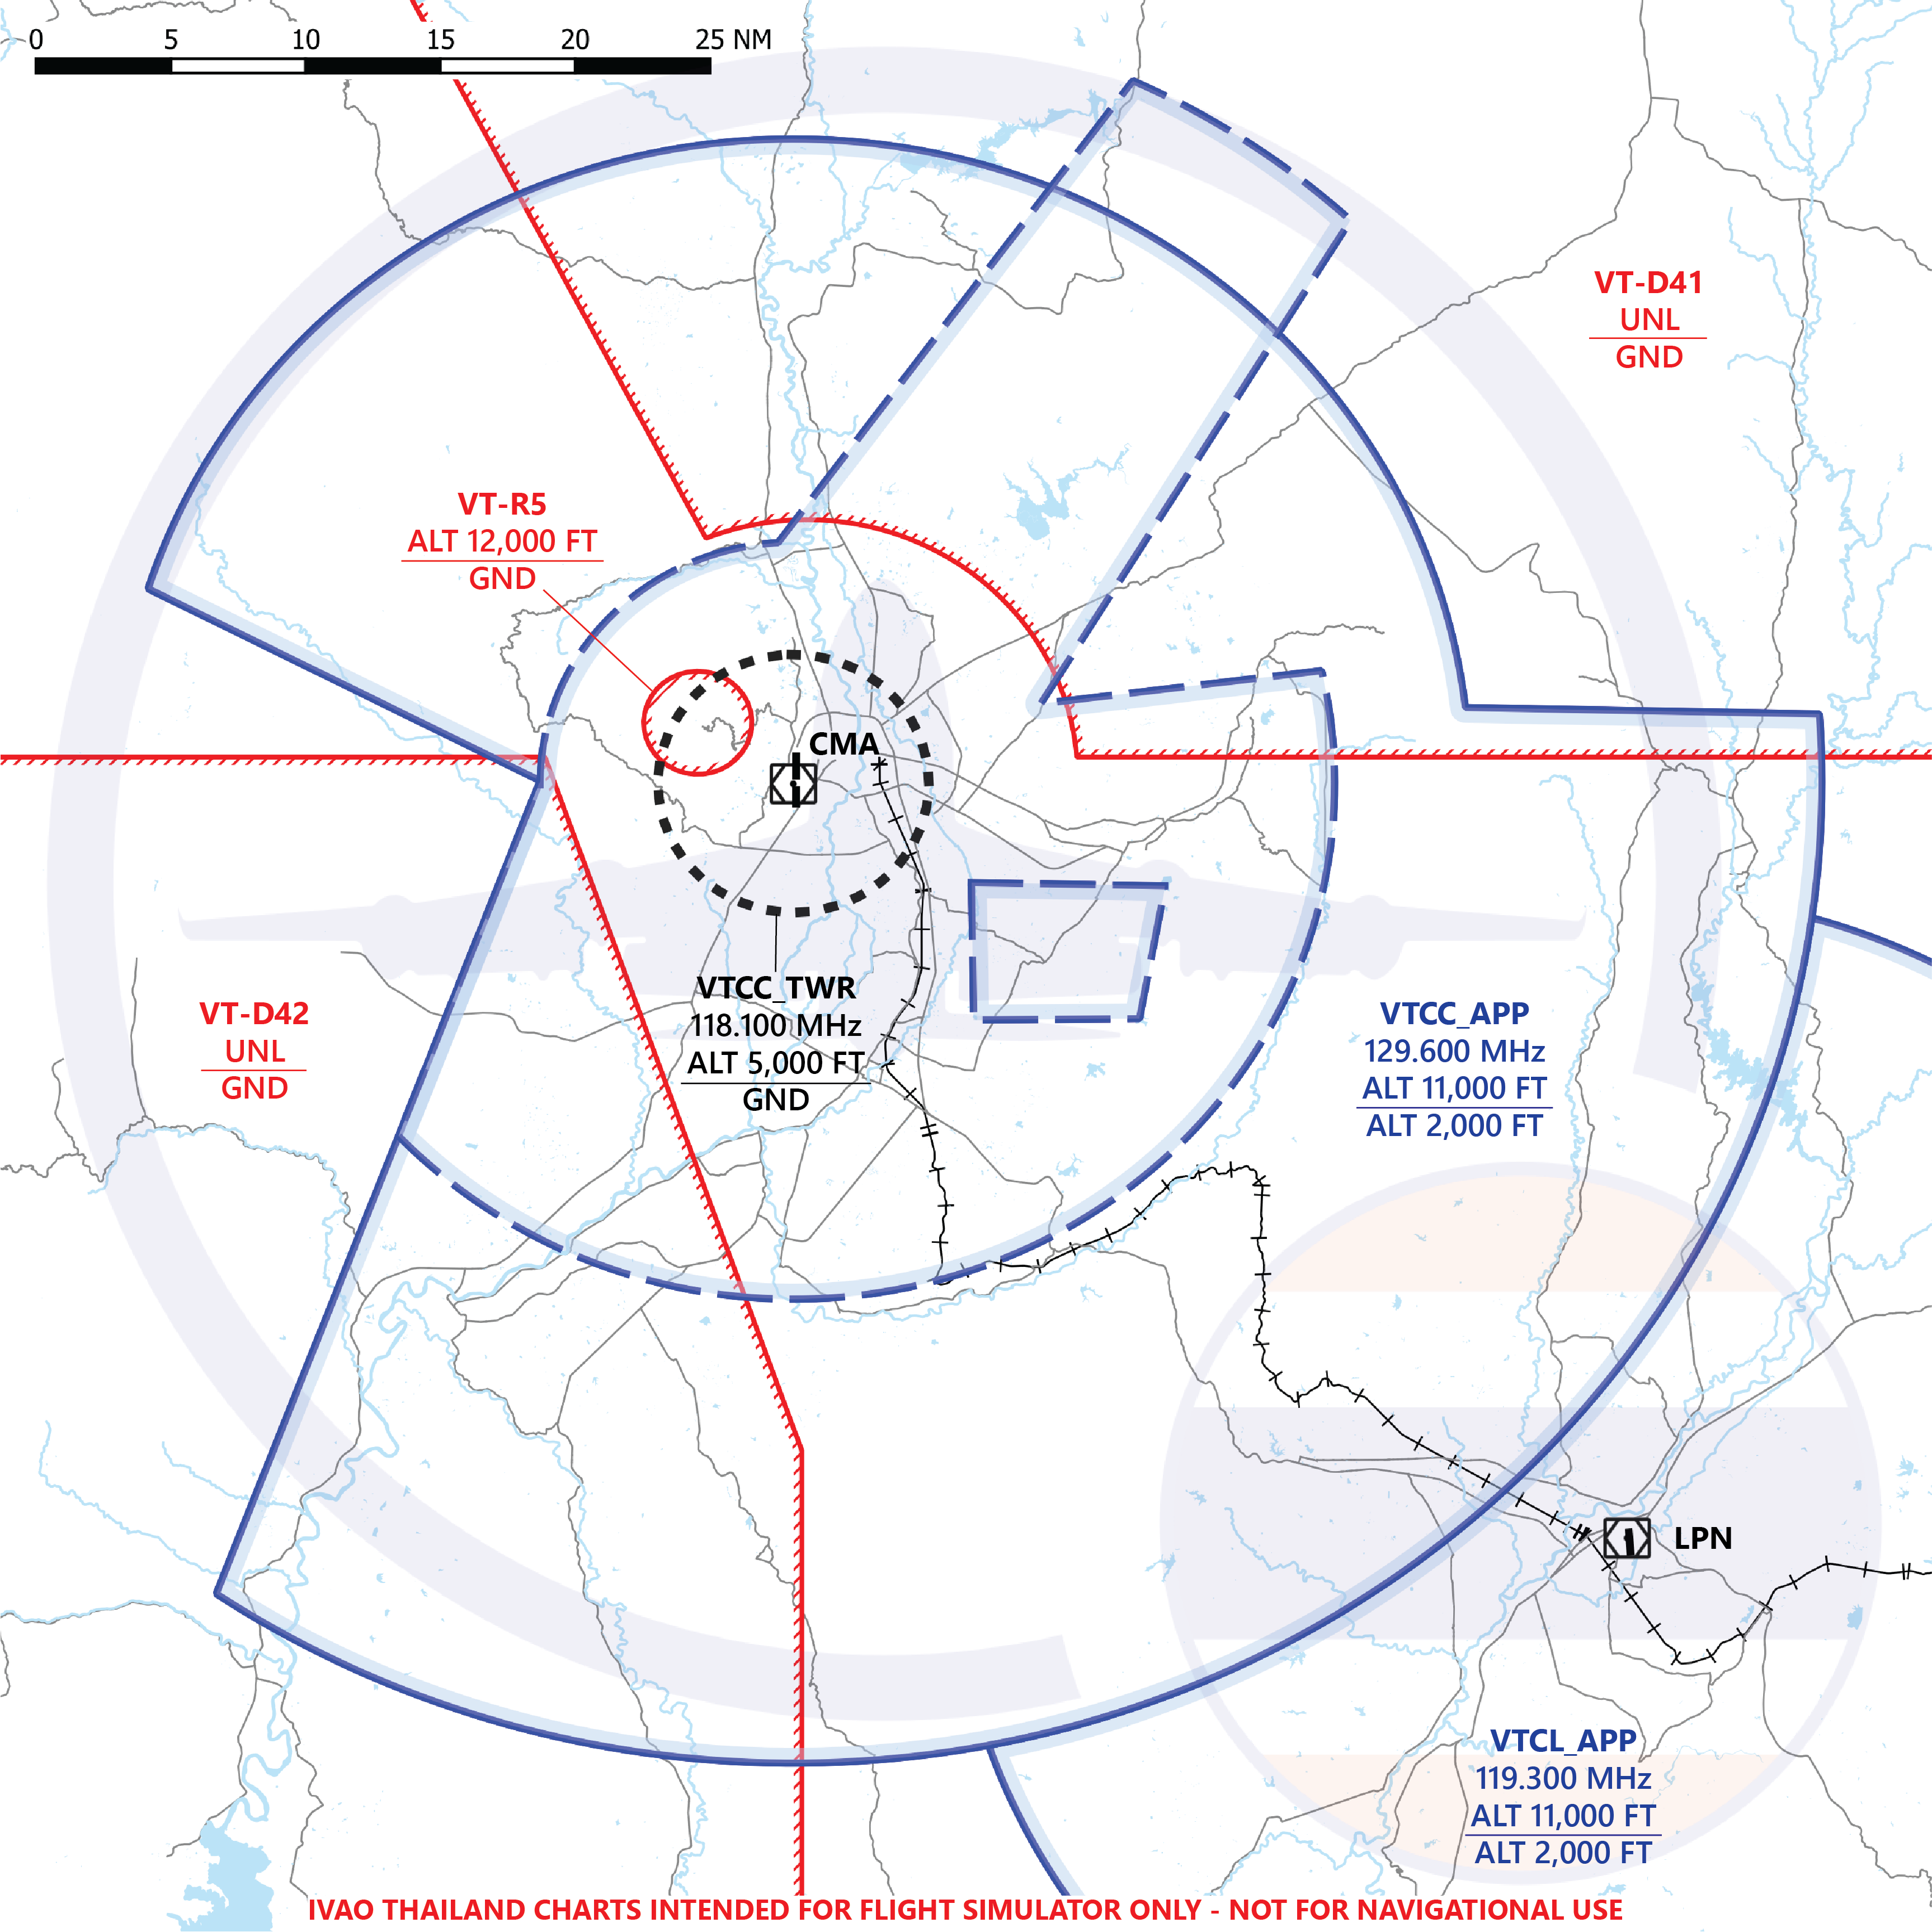 0 5 10 15 20 25 NM
VT-D41
UNL
GND
VT-R5
ALT 12,000 FT
GND
CMA
VTCC_TWR
118.100 MHz
ALT 5,000 FT
GND
VT-D42
UNL
GND
VTCC_APP
129.600 MHz
ALT 11,000 FT
ALT 2,000 FT
LPN
VTCL_APP
119.300 MHz
ALT 11,000 FT
ALT 2,000 FT
IVAO THAILAND CHARTS INTENDED FOR FLIGHT SIMULATOR ONLY - NOT FOR NAVIGATIONAL USE